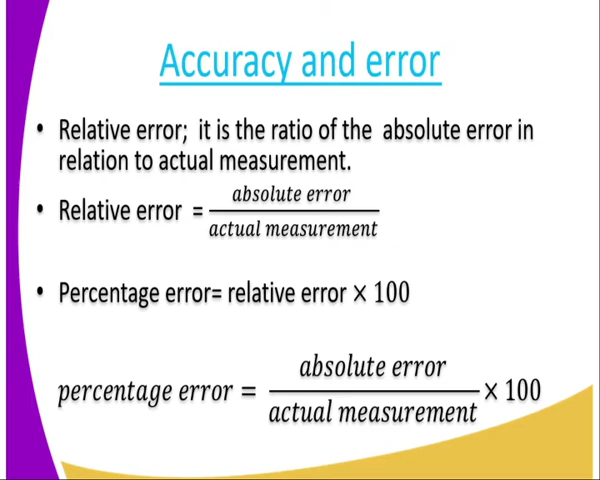 Accuracy and error
• Relative error; it is the ratio of the absolute error in
relation to actual measurement.
• Relative error = absolute error / actual measurement
• Percentage error= relative error × 100
percentage error = absolute error / actual measurement × 100